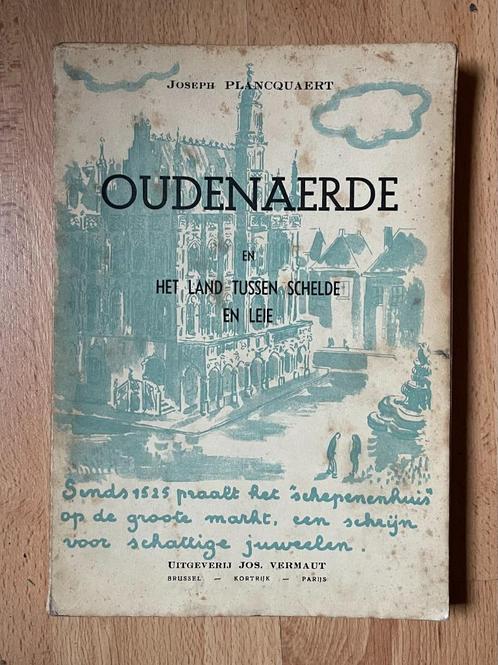 JOSEPH PLANCQUAERT
OUDENAERDE
EN
HET LAND TUSSEN SCHELDE
EN LEIE
Sends 1525 praalt het "schepenenhuis"
op de groote markt, een schrijn
voor schattige juweelen.
UITGEVERIJ JOS. VERMAUT
BRUSSEL — KORTRIJK — PARIJS